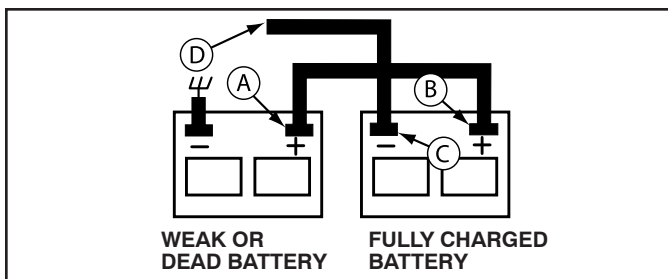 D
A
B
C
− + − +
WEAK OR
DEAD BATTERY
FULLY CHARGED
BATTERY